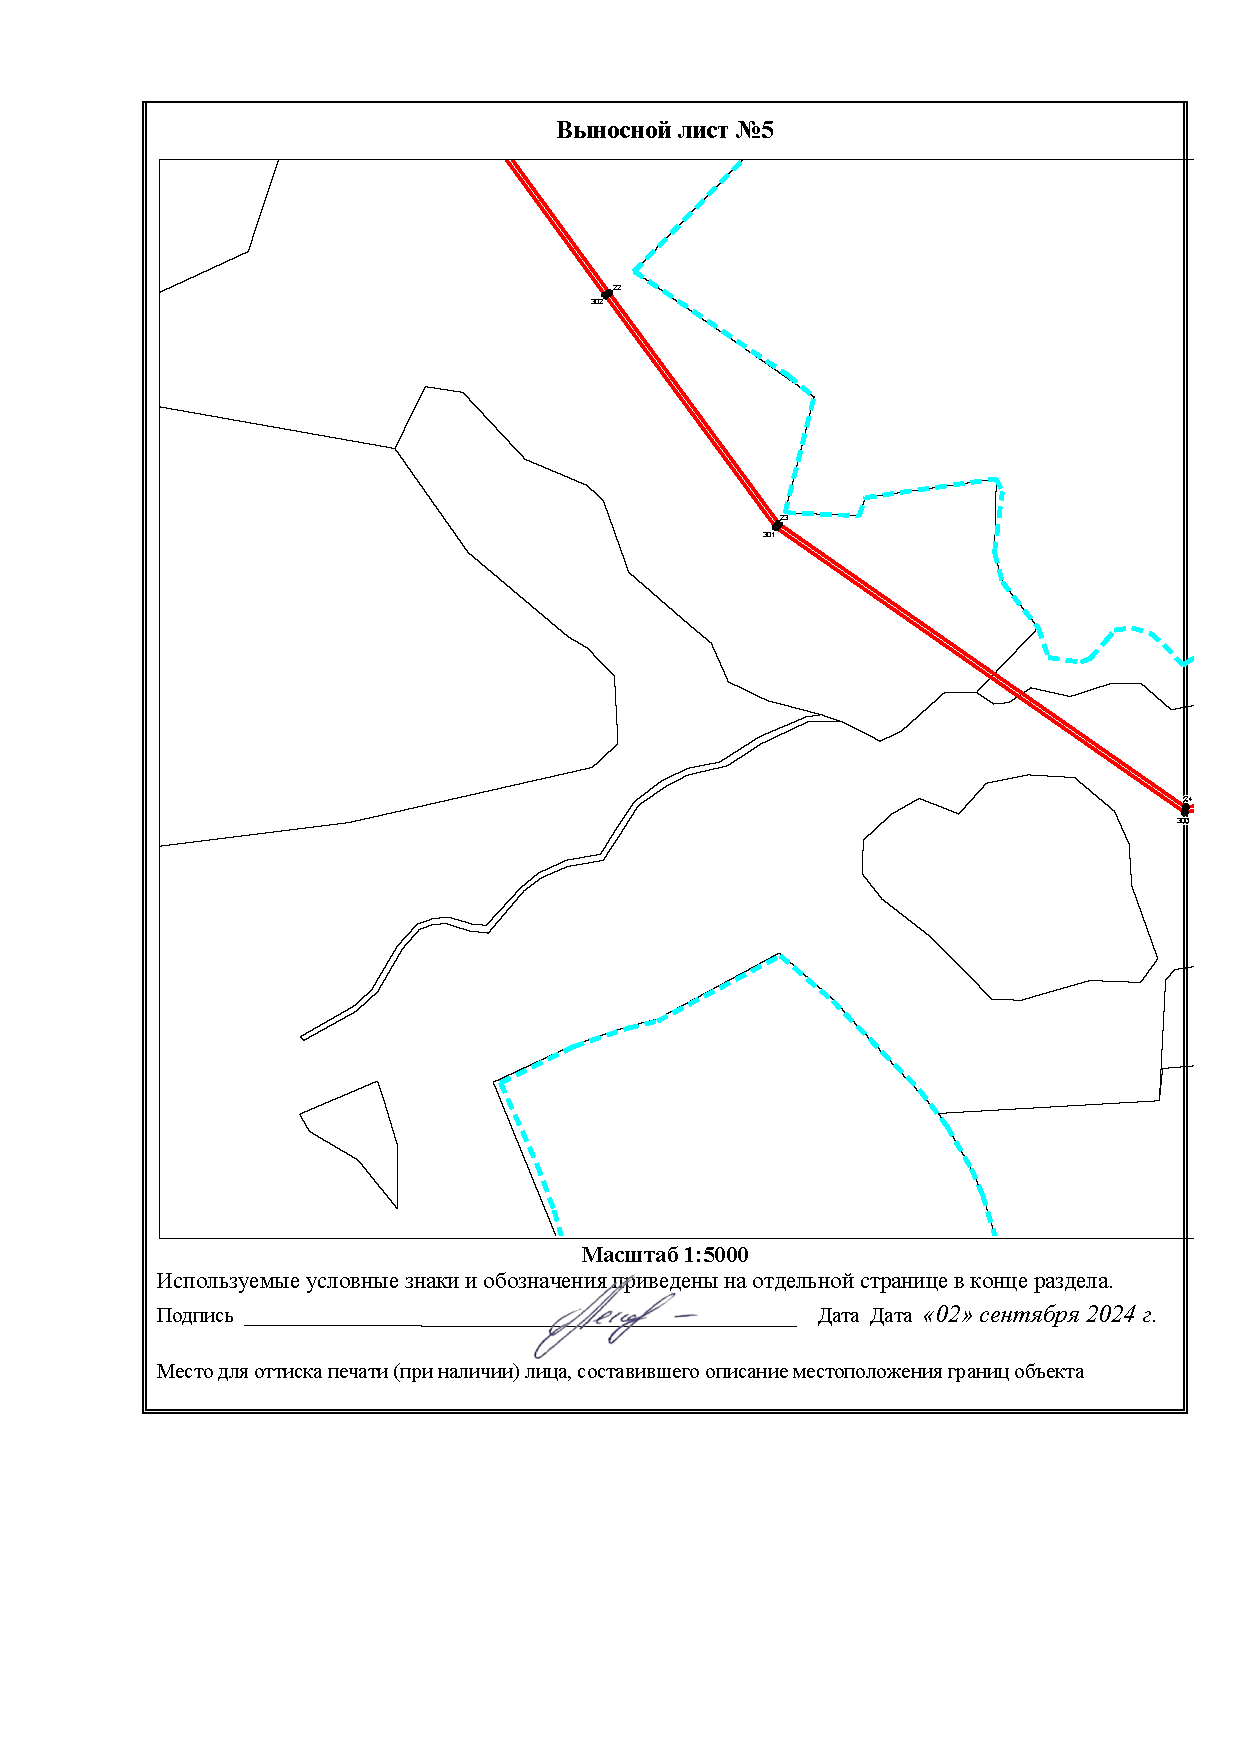 Выносной лист №5
22
302
23
301
24
300
Масштаб 1:5000
Используемые условные знаки и обозначения приведены на отдельной странице в конце раздела.
Подпись Дата Дата «02» сентября 2024 г.
Место для оттиска печати (при наличии) лица, составившего описание местоположения границ объекта